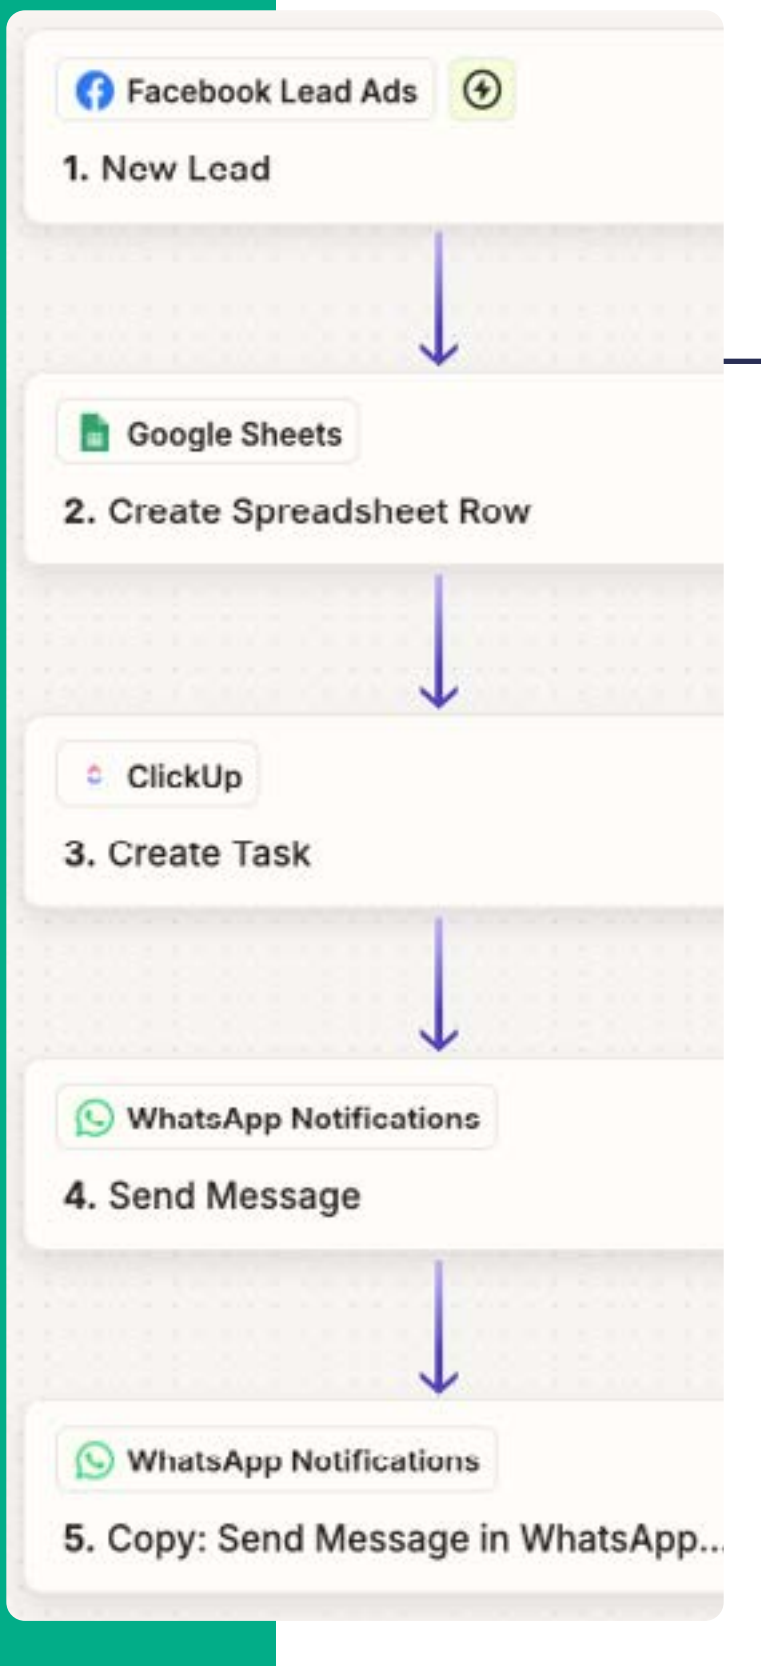 Facebook Lead Ads
1. New Lead
Google Sheets
2. Create Spreadsheet Row
ClickUp
3. Create Task
WhatsApp Notifications
4. Send Message
WhatsApp Notifications
5. Copy: Send Message in WhatsApp...